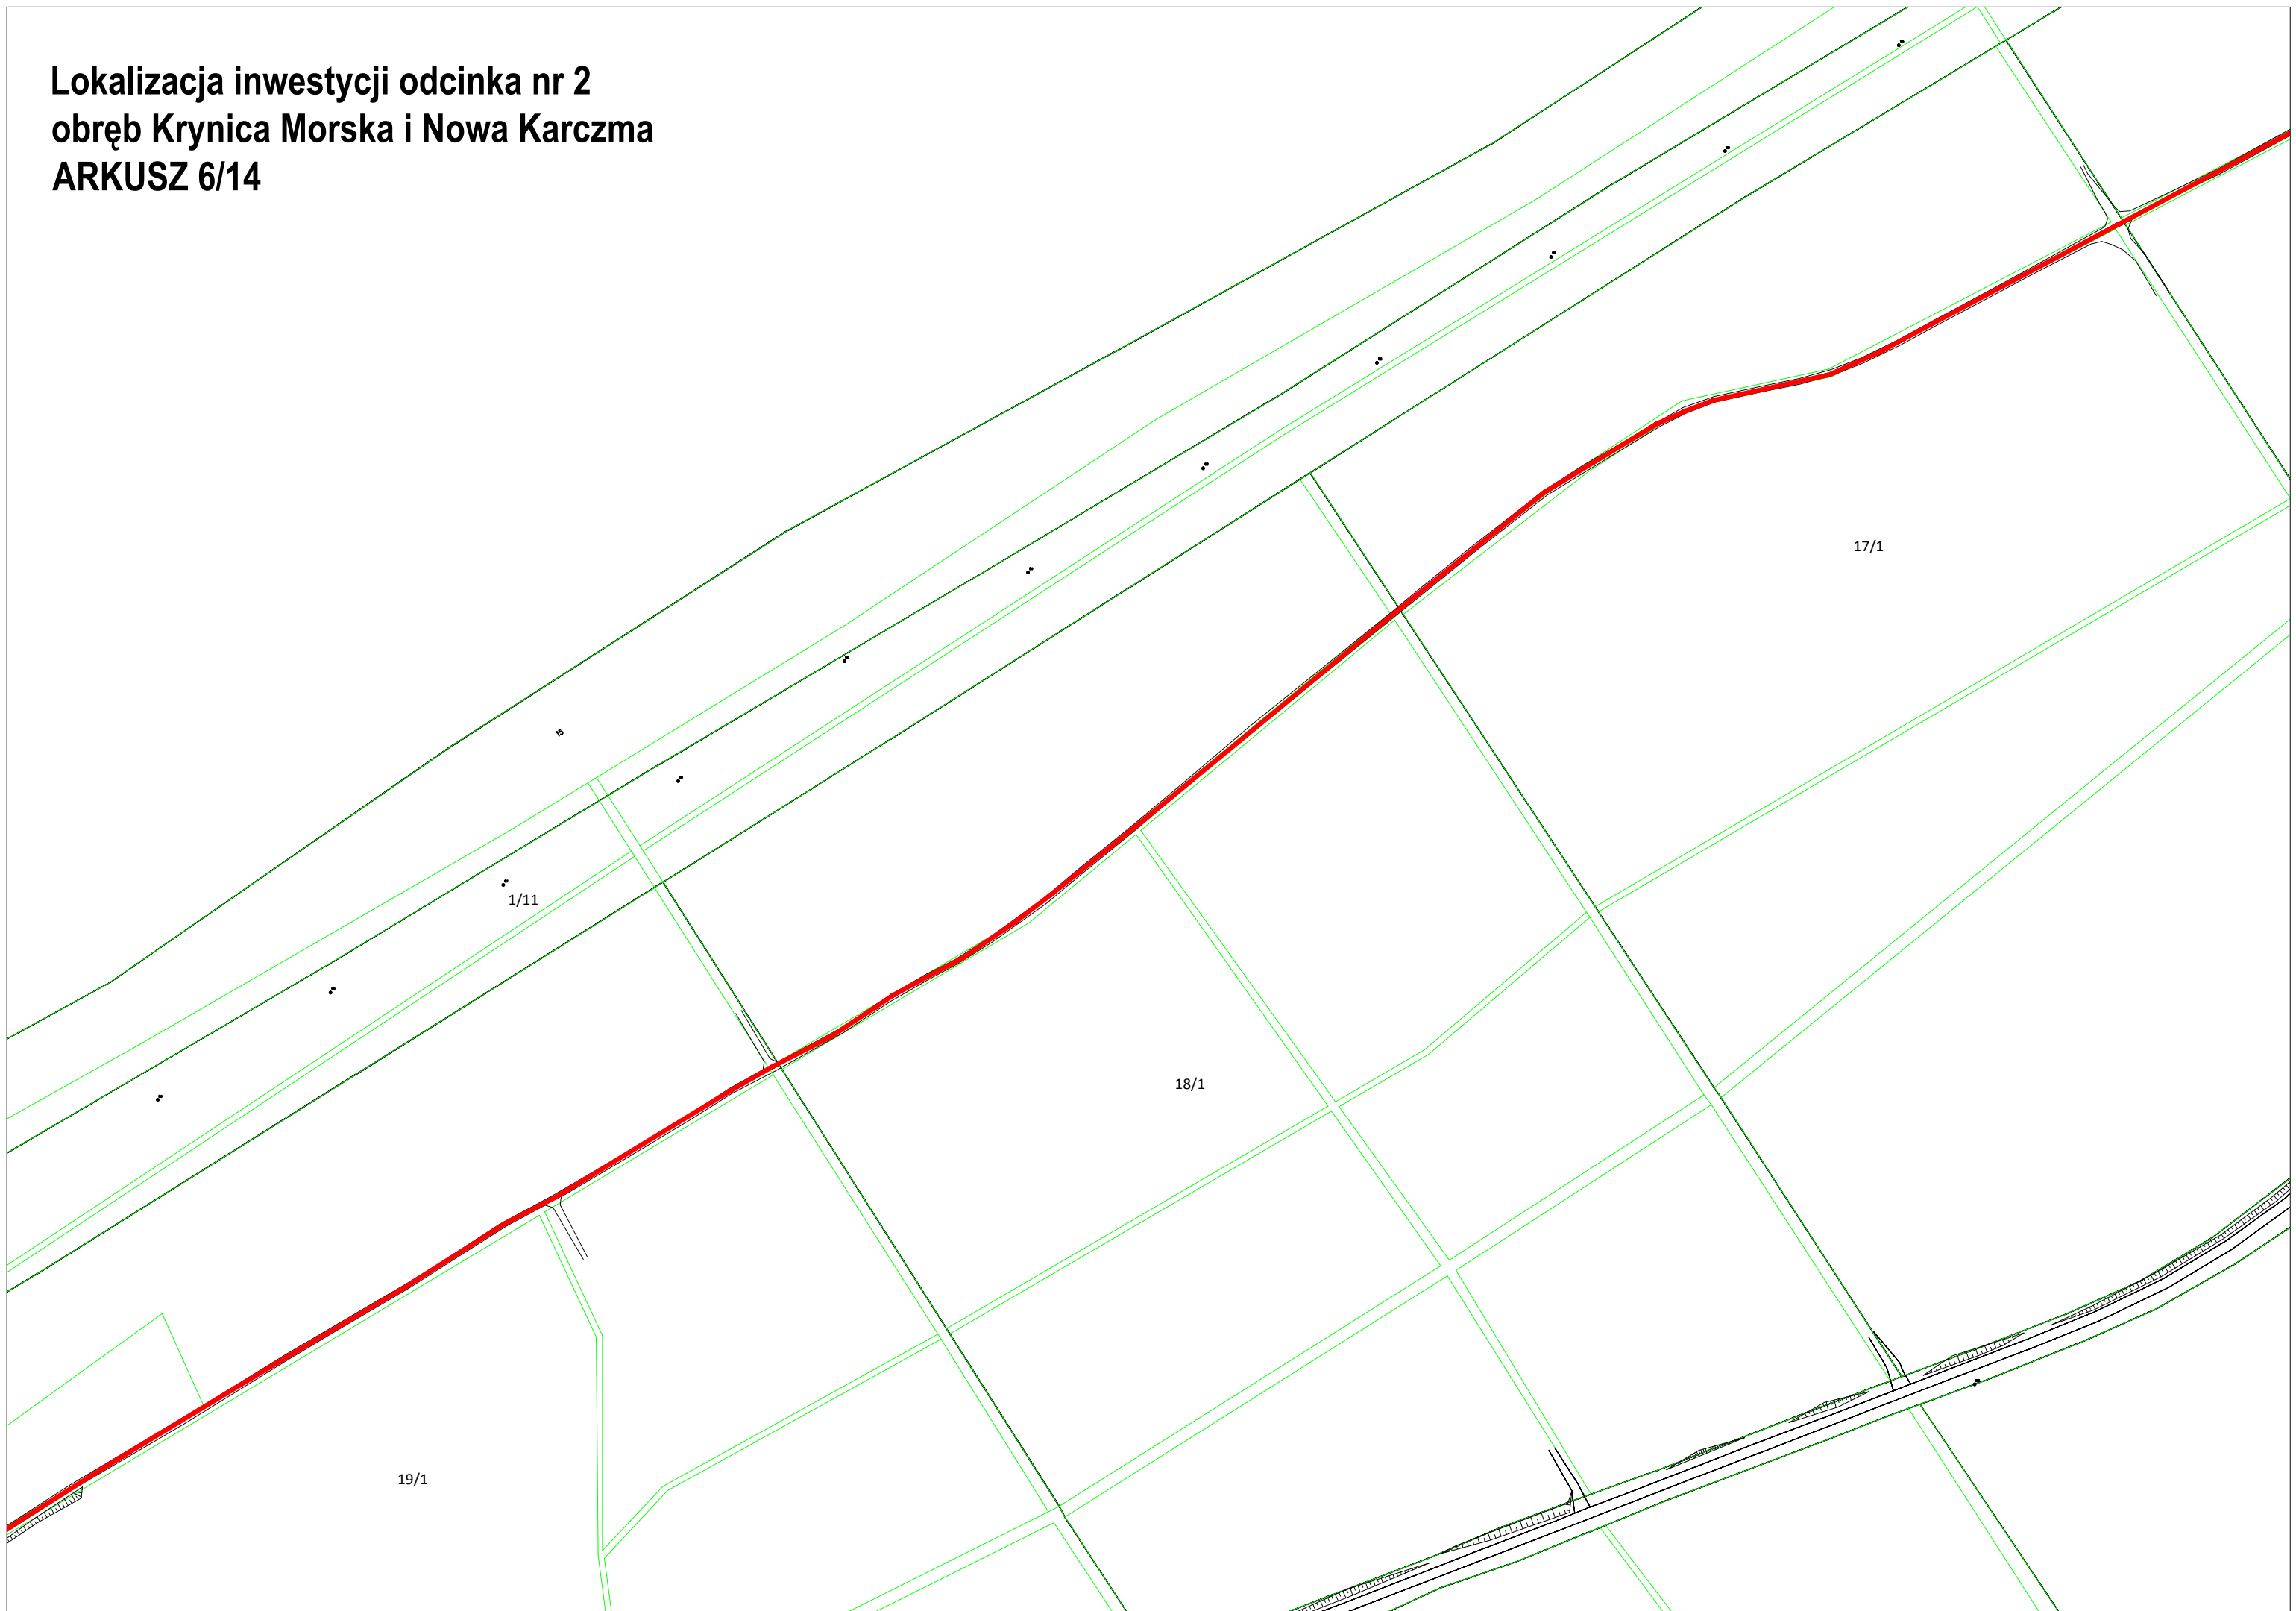 Lokalizacja inwestycji odcinka nr 2
obręb Krynica Morska i Nowa Karczma
ARKUSZ 6/14
17/1
15
1/11
18/1
19/1